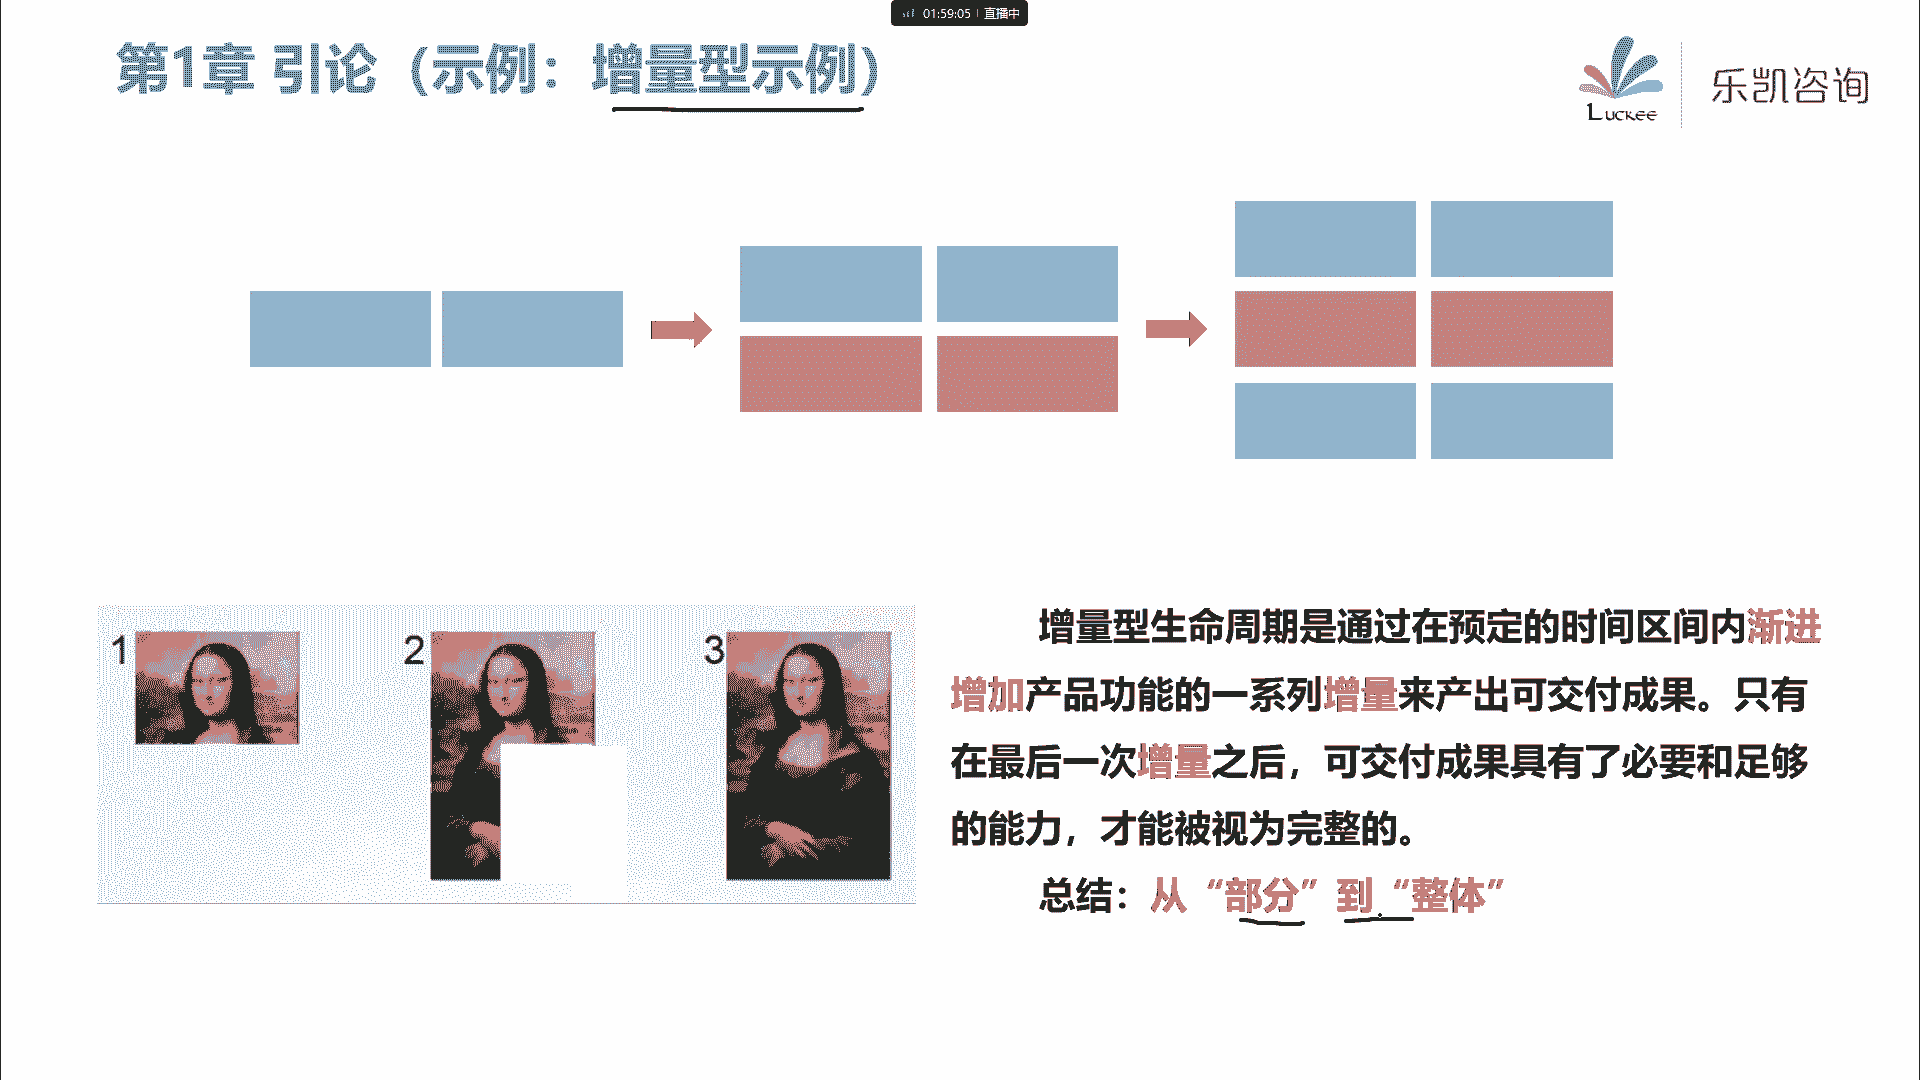 01:59:05 | 直播中
第1章 引论（示例：增量型示例）
Luckee
乐凯咨询
1
2
3
增量型生命周期是通过在预定的时间区间内渐进
增加产品功能的一系列增量来产出可交付成果。只有
在最后一次增量之后，可交付成果具有了必要和足够
的能力，才能被视为完整的。
总结：从“部分”到“整体”